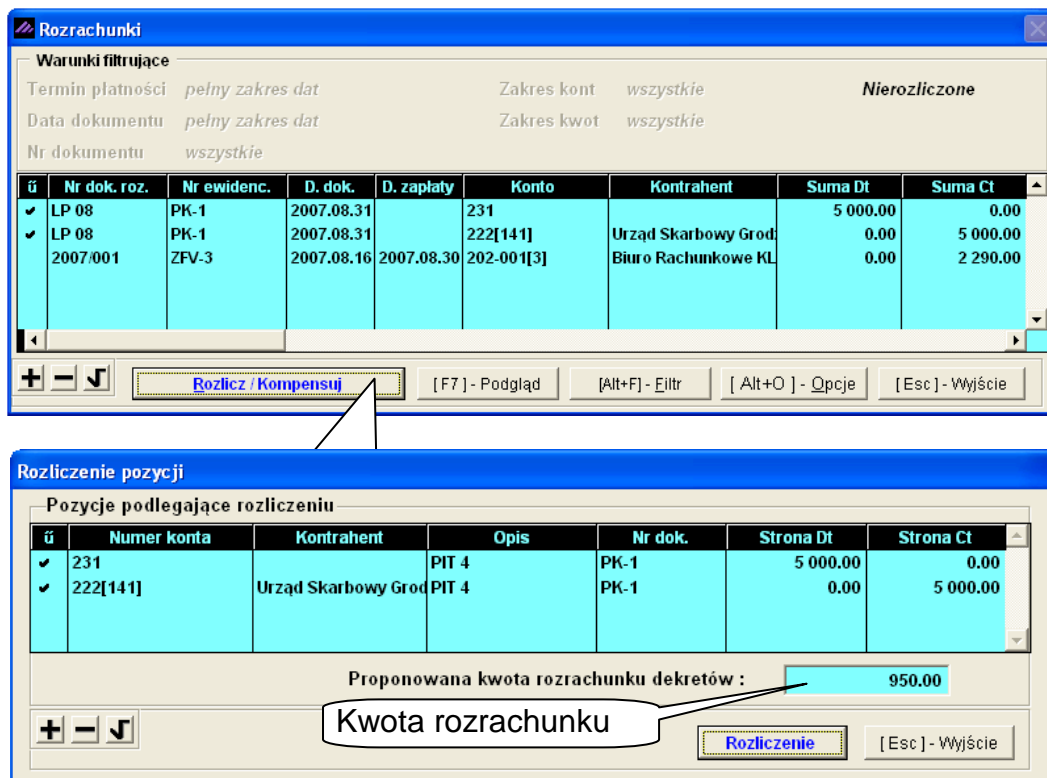 Rozrachunki
Warunki filtrujące
Termin płatności pełny zakres dat Zakres kont wszystkie Nierozliczone
Data dokumentu pełny zakres dat Zakres kwot wszystkie
Nr dokumentu wszystkie
ű Nr dok. roz. Nr ewidenc. D. dok. D. zapłaty Konto Kontrahent Suma Dt Suma Ct
LP 08 PK-1 2007.08.31 231 5 000.00 0.00
LP 08 PK-1 2007.08.31 222[141] Urząd Skarbowy Grod 0.00 5 000.00
2007/001 ZFV-3 2007.08.16 2007.08.30 202-001[3] Biuro Rachunkowe KL 0.00 2 290.00
Rozlicz / Kompensuj [ F7 ] - Podgląd [Alt+F] - Filtr [ Alt+O ] - Opcje [ Esc ] - Wyjście
Rozliczenie pozycji
Pozycje podlegające rozliczeniu
ű Numer konta Kontrahent Opis Nr dok. Strona Dt Strona Ct
231 PIT 4 PK-1 5 000.00 0.00
222[141] Urząd Skarbowy Grod PIT 4 PK-1 0.00 5 000.00
Proponowana kwota rozrachunku dekretów : 950.00
Kwota rozrachunku
Rozliczenie [ Esc ] - Wyjście